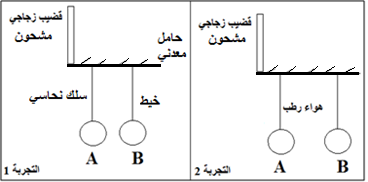 قضيب زجاجي
مشحون
حامل
معدني
سلك نحاسي
خيط
A
B
التجربة 1
قضيب زجاجي
مشحون
هواء رطب
A
B
التجربة 2